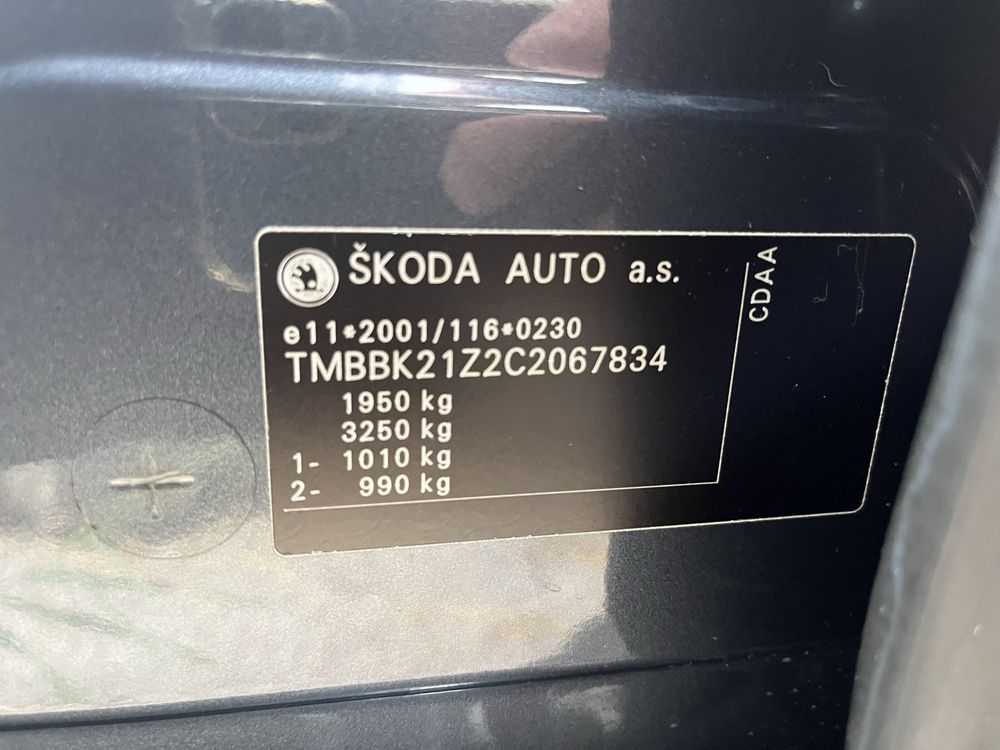 ŠKODA AUTO a.s.
e11*2001/116*0230
TMBBK21Z2C2067834
1950 kg
3250 kg
1- 1010 kg
2- 990 kg
CDAA